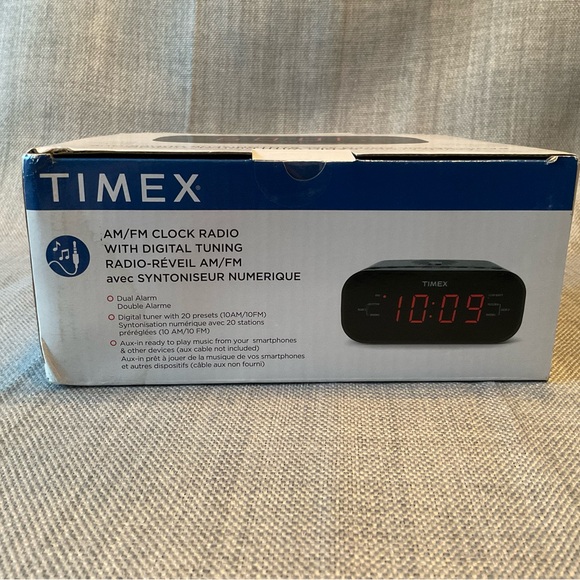 TIMEX®
AM/FM CLOCK RADIO
WITH DIGITAL TUNING
RADIO-RÉVEIL AM/FM
avec SYNTONISEUR NUMERIQUE
Dual Alarm
Double Alarme
Digital tuner with 20 presets (10AM/10FM)
Syntonisation numérique avec 20 stations
préréglées (10 AM/10 FM)
Aux-in ready to play music from your smartphones
& other devices (aux cable not included)
Aux-in prêt à jouer de la musique de vos smartphones
et autres dispositifs (câble aux non fourni)
TIMEX
10:09